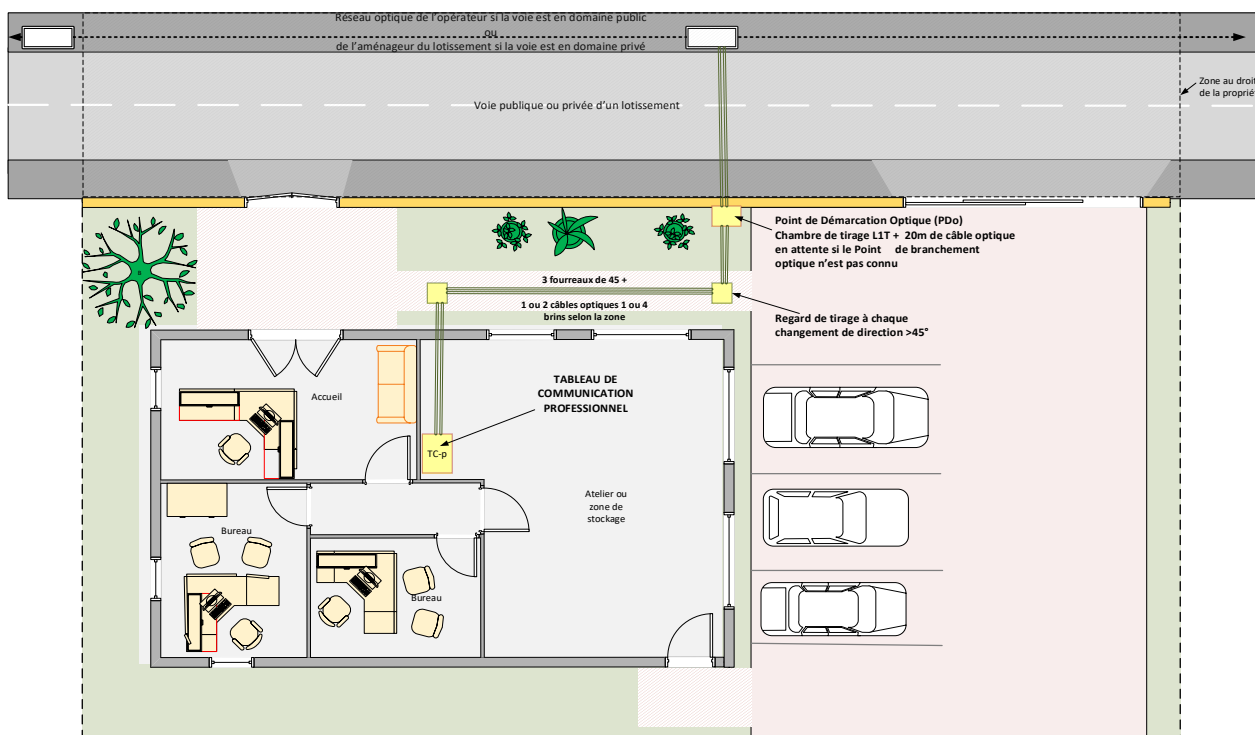 Réseau optique de l'opérateur si la voie est en domaine public
ou
de l'aménageur du lotissement si la voie est en domaine privé
Zone au droit
de la propriét
Voie publique ou privée d'un lotissement
Point de Démarcation Optique (PDo)
Chambre de tirage L1T + 20m de câble optique
en attente si le Point de branchement
optique n'est pas connu
3 fourreaux de 45 +
1 ou 2 câbles optiques 1 ou 4
brins selon la zone
Regard de tirage à chaque
changement de direction >45°
TABLEAU DE
COMMUNICATION
PROFESSIONNEL
Accueil
TC-p
Atelier ou
zone de
stockage
Bureau
Bureau